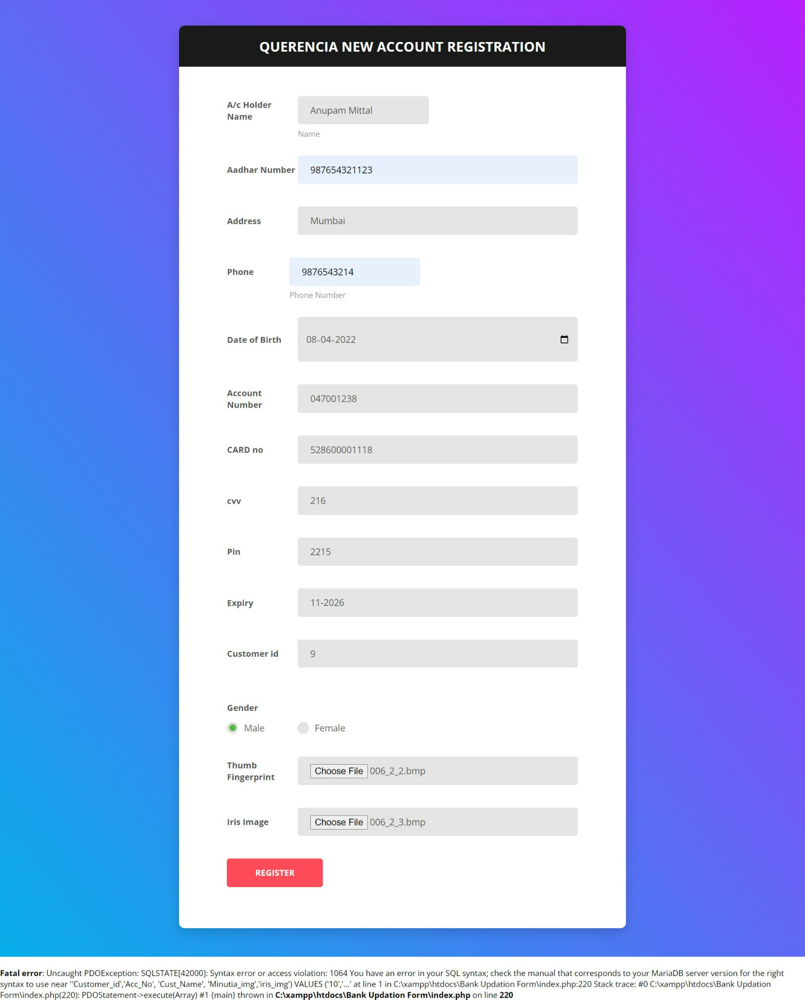 QUERENCIA NEW ACCOUNT REGISTRATION
A/c Holder
Name
Anupam Mittal
Name
Aadhar Number
987654321123
Address
Mumbai
Phone
9876543214
Phone Number
Date of Birth
08-04-2022
Account
Number
047001238
CARD no
528600001118
cvv
216
Pin
2215
Expiry
11-2026
Customer id
9
Gender
Male
Female
Thumb
Fingerprint
Choose File 006_2_2.bmp
Iris Image
Choose File 006_2_3.bmp
REGISTER
Fatal error: Uncaught PDOException: SQLSTATE[42000]: Syntax error or access violation: 1064 You have an error in your SQL syntax; check the manual that corresponds to your MariaDB server version for the right
syntax to use near ''Customer_id','Acc_No', 'Cust_Name', 'Minutia_img','iris_img') VALUES ('10','...' at line 1 in C:\xampp\htdocs\Bank Updation Form\index.php:220 Stack trace: #0 C:\xampp\htdocs\Bank Updation
Form\index.php(220): PDOStatement->execute(Array) #1 {main} thrown in C:\xampp\htdocs\Bank Updation Form\index.php on line 220